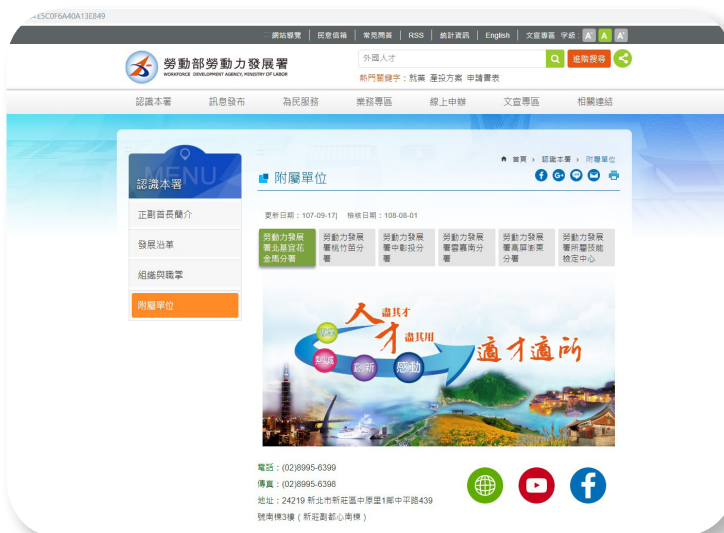 E5C0F6A40A13E849
網站導覽 | 民意信箱 | 常見問答 | RSS | 統計資訊 | English | 文宣專區 字級: A- A A+
勞動部勞動力發展署
WORKFORCE DEVELOPMENT AGENCY, MINISTRY OF LABOR
外國人才
進階搜尋
熱門關鍵字：就業 產投方案 申請書表
認識本署 訊息發布 為民服務 業務專區 線上申辦 文宣專區 相關連結
MENU
認識本署
正副首長簡介
發展沿革
組織與職掌
附屬單位
首頁 › 認識本署 › 附屬單位
附屬單位
更新日期：107-09-17| 檢核日期：108-08-01
勞動力發展署北基宜花金馬分署
勞動力發展署桃竹苗分署
勞動力發展署中彰投分署
勞動力發展署雲嘉南分署
勞動力發展署高屏澎東分署
勞動力發展署所屬技能檢定中心
人 盡其才
才 盡其用
創新
感動
適才適所
電話：(02)8995-6399
傳真：(02)8995-6398
地址：24219 新北市新莊區中原里1鄰中平路439
號南棟3樓（新莊副都心南棟）